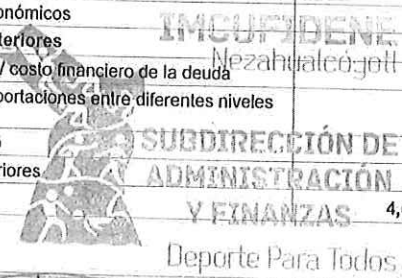 onómicos
teriores
IMCUFIDENE
/ costo financiero de la deuda
Nezahualcóyotl
portaciones entre diferentes niveles
SUBDIRECCIÓN DE
riores
ADMINISTRACIÓN
Y FINANZAS
4,
Deporte Para Todos